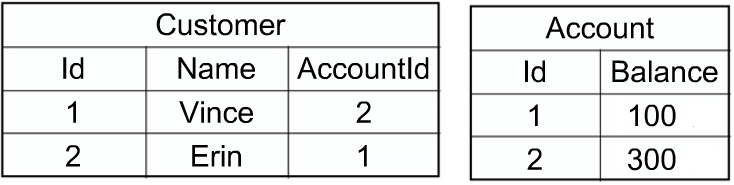 Customer
Id Name AccountId
1 Vince 2
2 Erin 1
Account
Id Balance
1 100
2 300